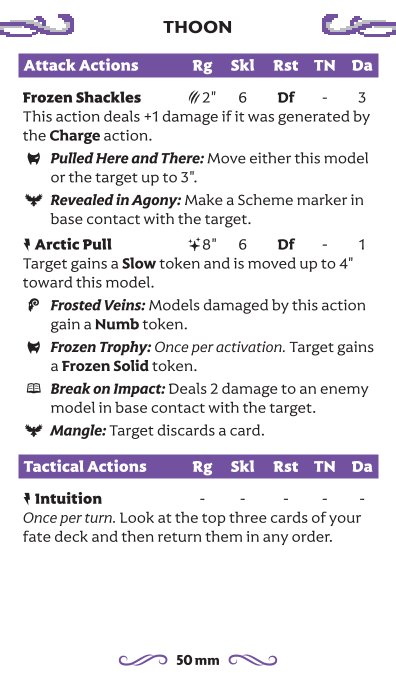 THOON
Attack Actions Rg Skl Rst TN Da
Frozen Shackles 2" 6 Df - 3
This action deals +1 damage if it was generated by
the Charge action.
Pulled Here and There: Move either this model
or the target up to 3".
Revealed in Agony: Make a Scheme marker in
base contact with the target.
Arctic Pull 8" 6 Df - 1
Target gains a Slow token and is moved up to 4"
toward this model.
Frosted Veins: Models damaged by this action
gain a Numb token.
Frozen Trophy: Once per activation. Target gains
a Frozen Solid token.
Break on Impact: Deals 2 damage to an enemy
model in base contact with the target.
Mangle: Target discards a card.
Tactical Actions Rg Skl Rst TN Da
Intuition - - - - -
Once per turn. Look at the top three cards of your
fate deck and then return them in any order.
50 mm